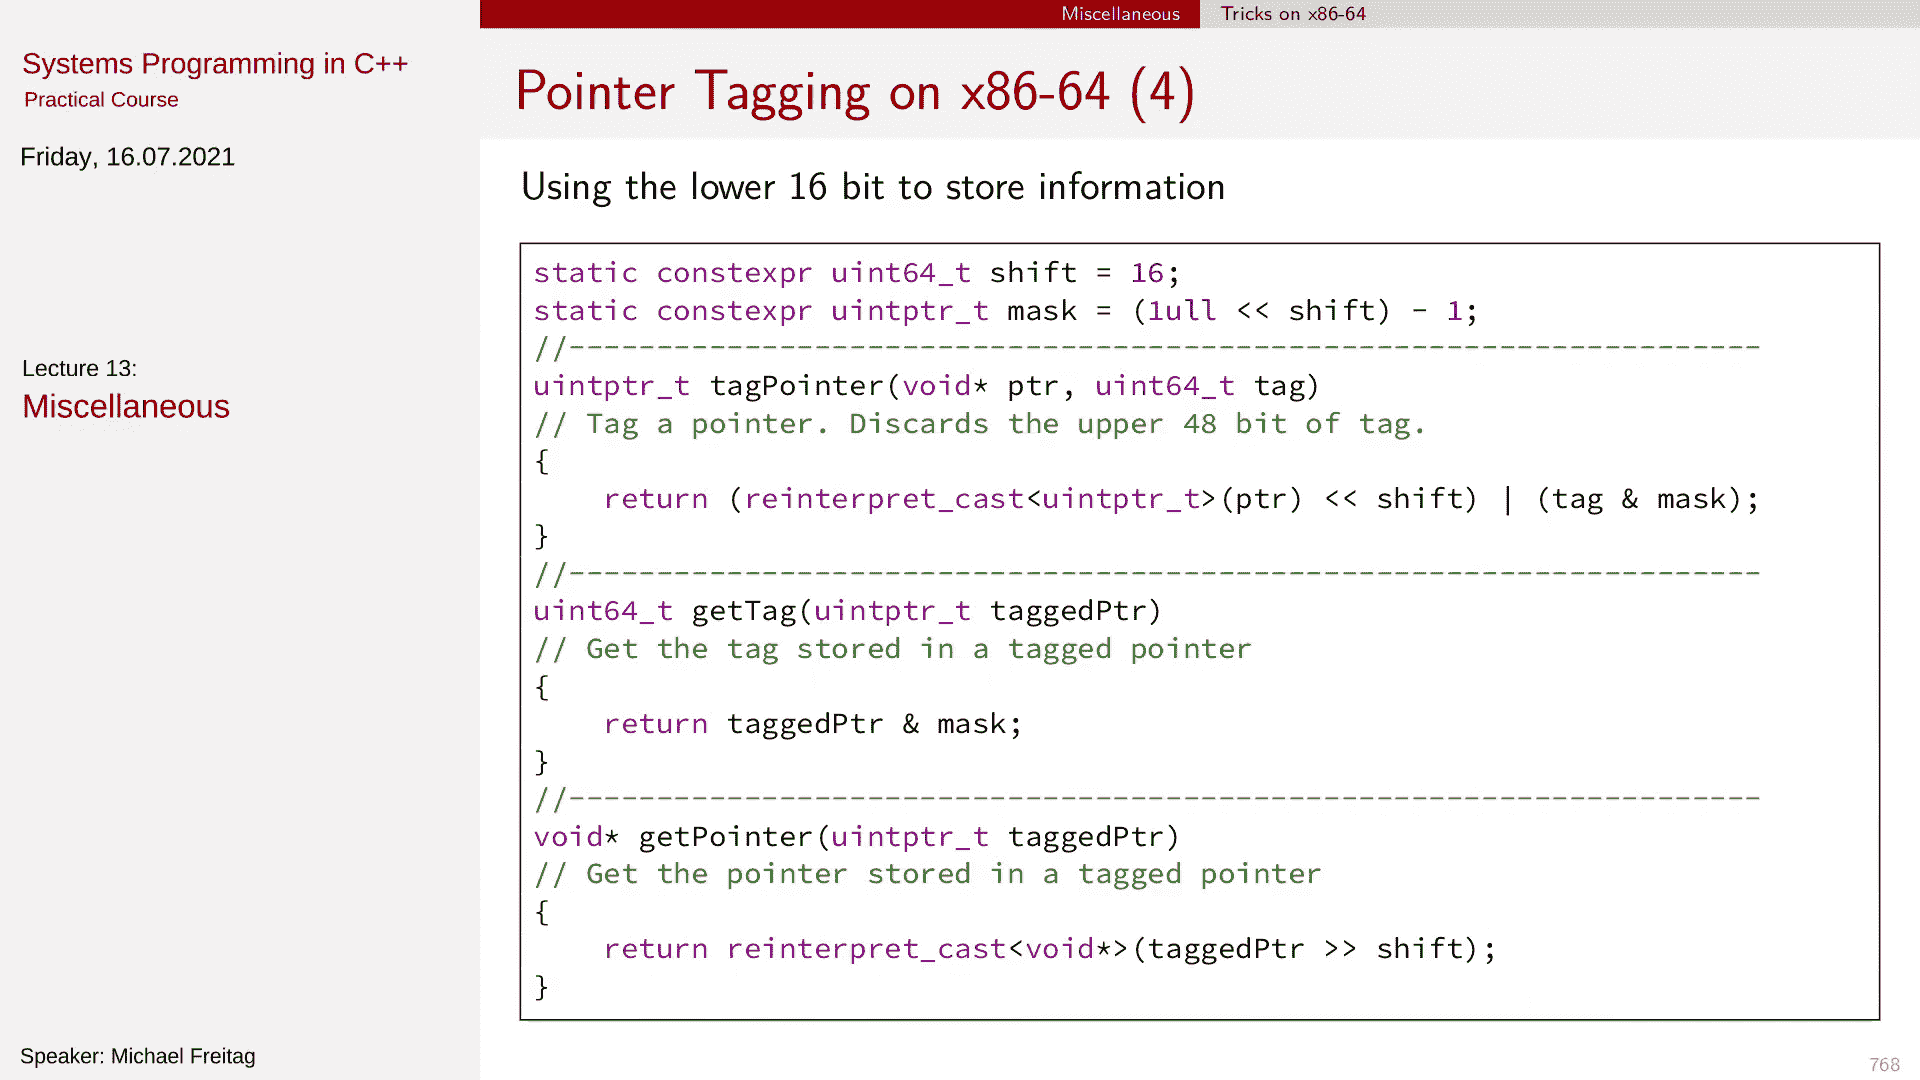 Miscellaneous
Tricks on x86-64
Systems Programming in C++
Practical Course
Friday, 16.07.2021
Lecture 13:
Miscellaneous
Speaker: Michael Freitag
Pointer Tagging on x86-64 (4)
Using the lower 16 bit to store information
static constexpr uint64_t shift = 16;
static constexpr uintptr_t mask = (1ull << shift) - 1;
//--------------------------------------------------------------------
uintptr_t tagPointer(void* ptr, uint64_t tag)
// Tag a pointer. Discards the upper 48 bit of tag.
{
    return (reinterpret_cast<uintptr_t>(ptr) << shift) | (tag & mask);
}
//--------------------------------------------------------------------
uint64_t getTag(uintptr_t taggedPtr)
// Get the tag stored in a tagged pointer
{
    return taggedPtr & mask;
}
//--------------------------------------------------------------------
void* getPointer(uintptr_t taggedPtr)
// Get the pointer stored in a tagged pointer
{
    return reinterpret_cast<void*>(taggedPtr >> shift);
}
768